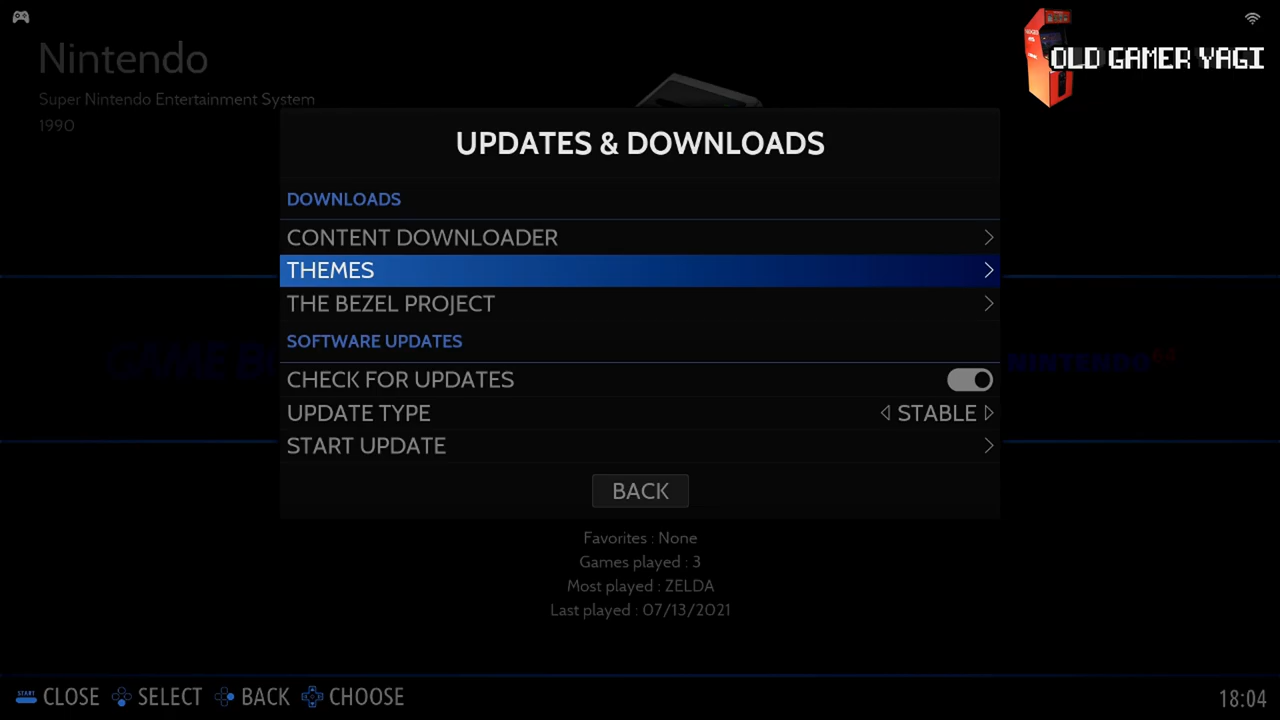 Nintendo
Super Nintendo Entertainment System
1990
OLD GAMER YAGI
UPDATES & DOWNLOADS
DOWNLOADS
CONTENT DOWNLOADER
THEMES
THE BEZEL PROJECT
SOFTWARE UPDATES
GAME B
NINTENDO64
CHECK FOR UPDATES
UPDATE TYPE STABLE
START UPDATE
BACK
Favorites : None
Games played : 3
Most played : ZELDA
Last played : 07/13/2021
START CLOSE SELECT BACK CHOOSE 18:04